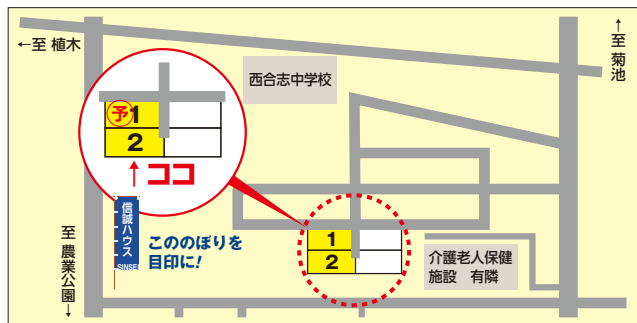 ←至 植木
西合志中学校
↑至 菊池
予1
2
↑ココ
信誠ハウス
SINSEI
こののぼりを
目印に!
至 農業公園↓
1
2
介護老人保健
施設 有隣